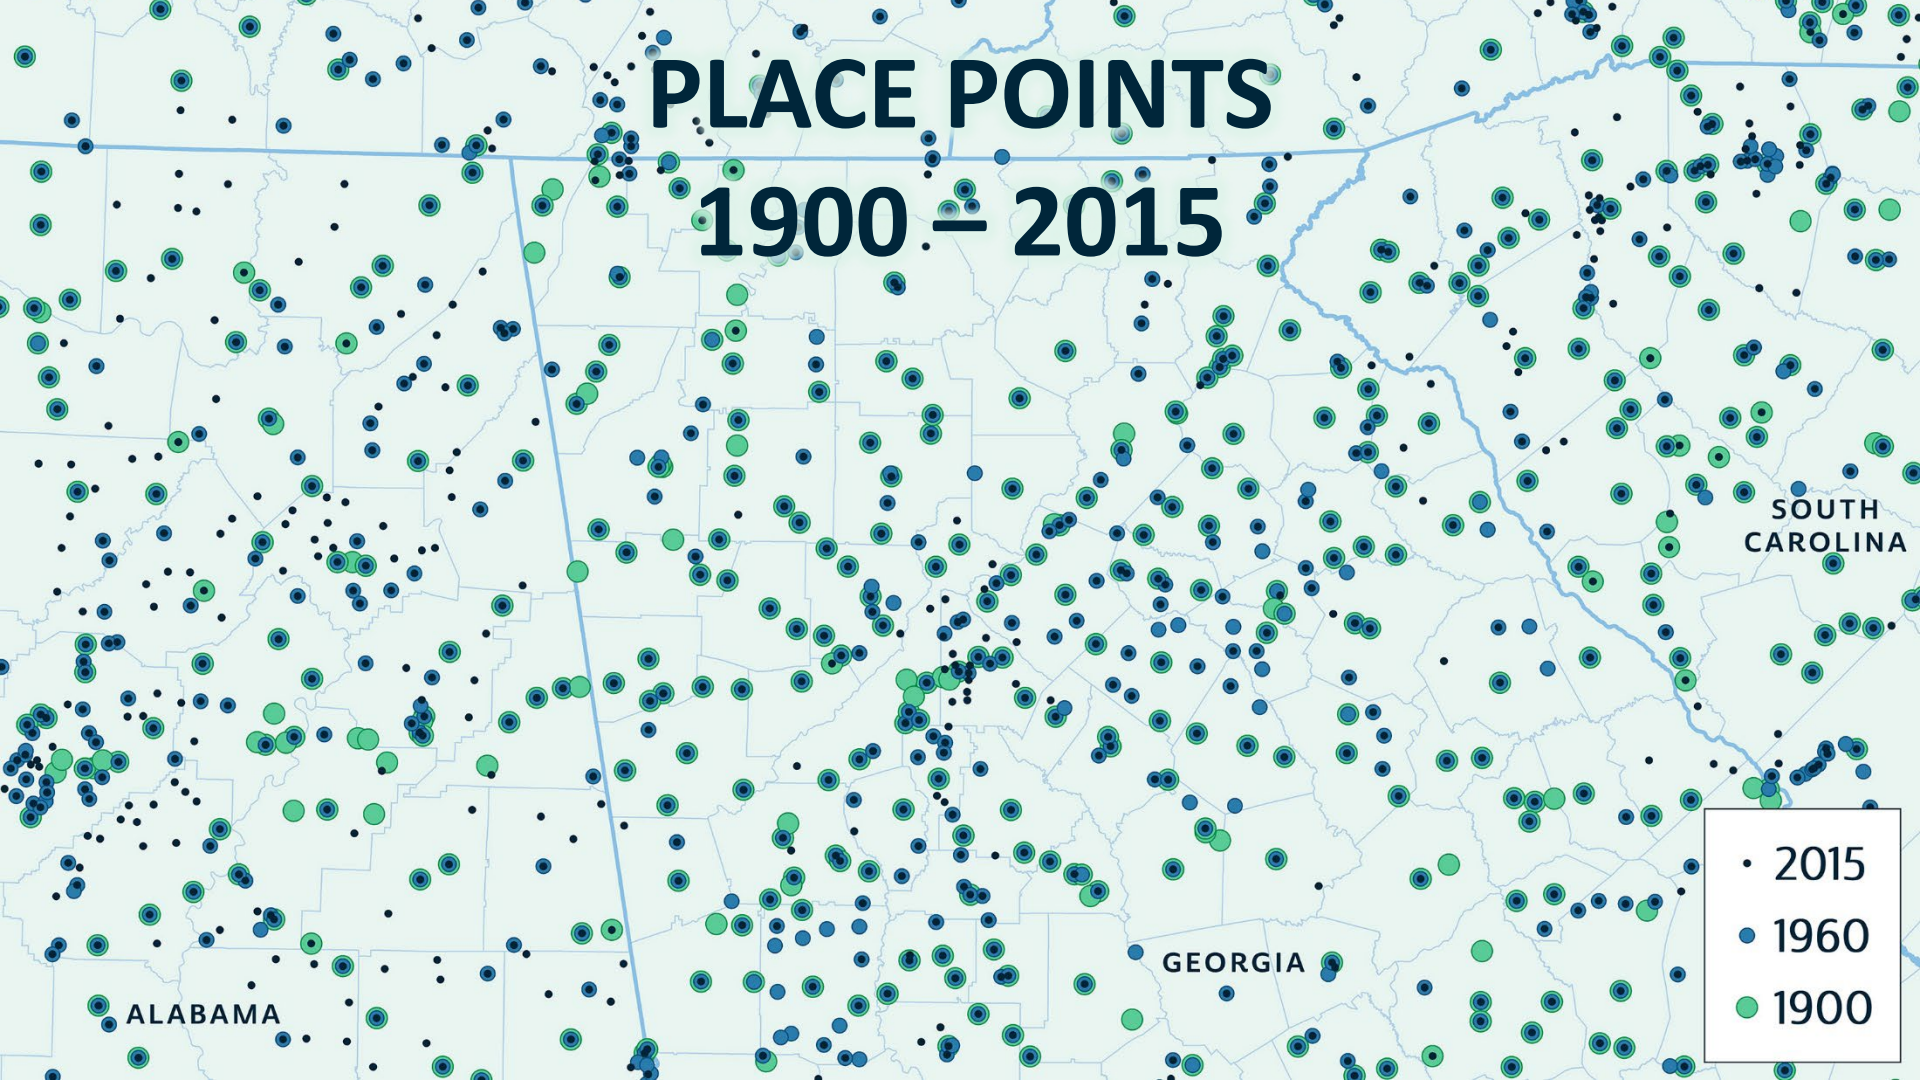 PLACE POINTS
1900 – 2015
SOUTH
CAROLINA
GEORGIA
ALABAMA
2015
1960
1900